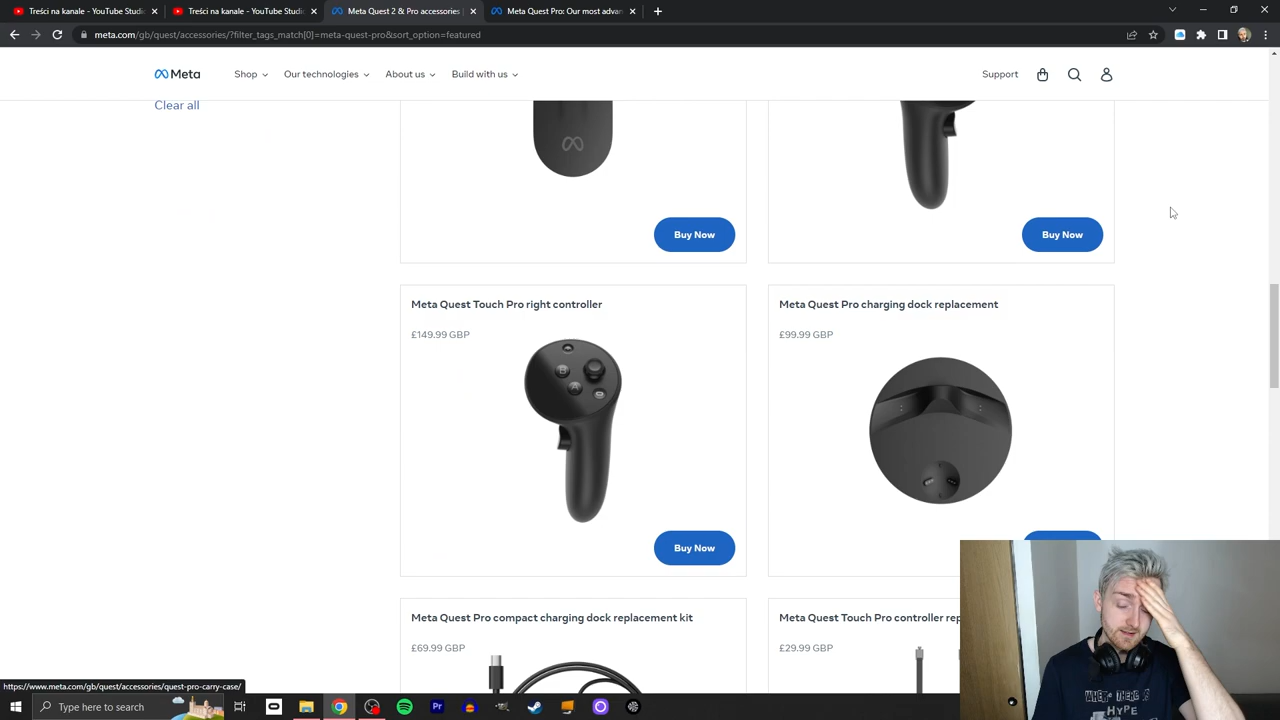 Treści na kanale - YouTube Studio
Treści na kanale - YouTube Studio
Meta Quest 2 & Pro accessories
Meta Quest Pro: Our most advan
meta.com/gb/quest/accessories/?filter_tags_match[0]=meta-quest-pro&sort_option=featured
Meta
Shop
Our technologies
About us
Build with us
Support
Clear all
Buy Now
Buy Now
Meta Quest Touch Pro right controller
£149.99 GBP
B
A
Buy Now
Meta Quest Pro charging dock replacement
£99.99 GBP
Meta Quest Pro compact charging dock replacement kit
£69.99 GBP
Meta Quest Touch Pro controller rep
£29.99 GBP
https://www.meta.com/gb/quest/accessories/quest-pro-carry-case/
Type here to search
Pr
HYPE